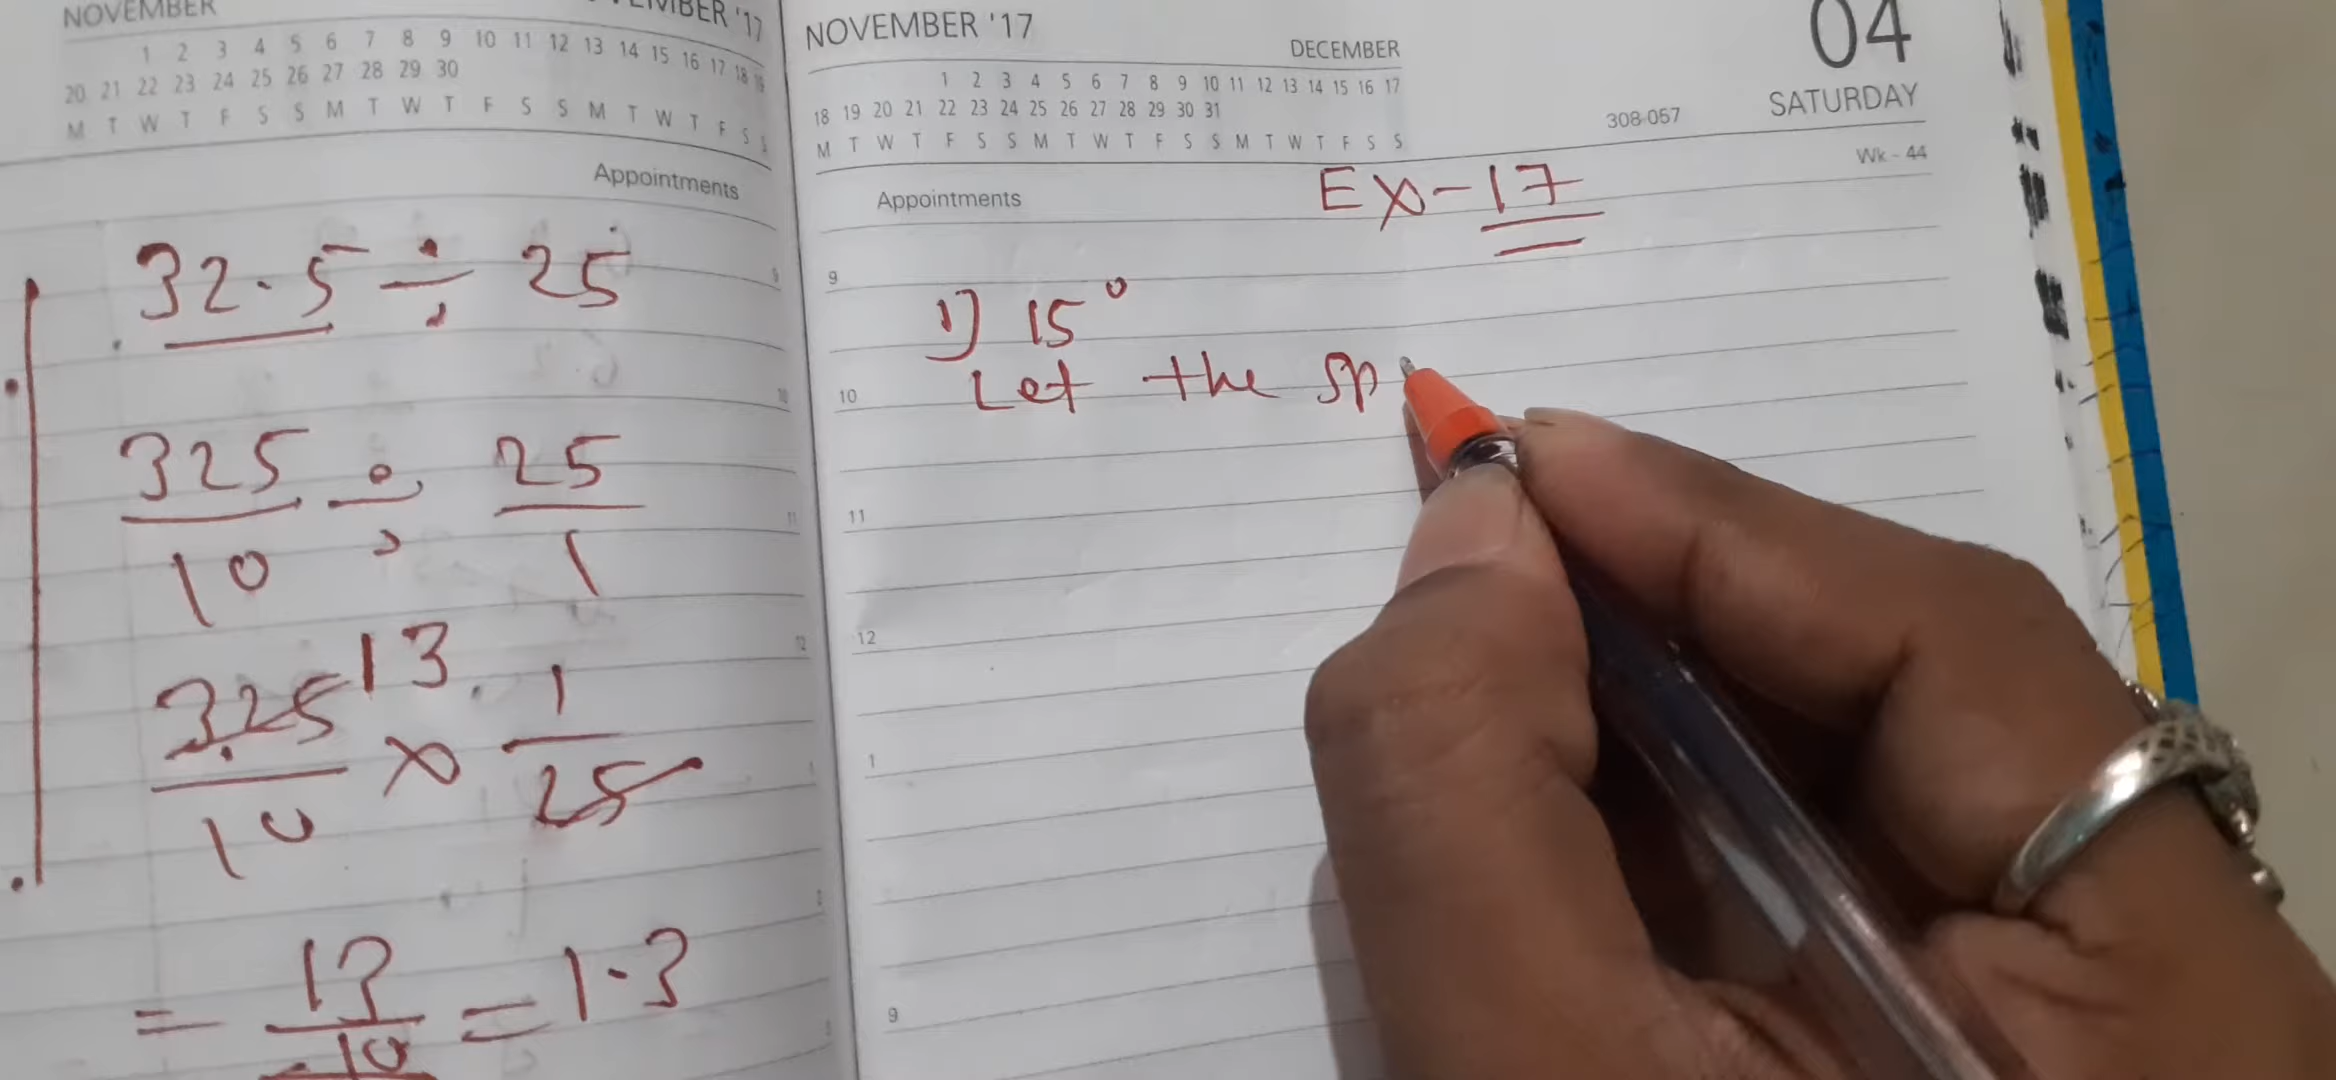 NOVEMBER
VEMBER '17
1 2 3 4 5 6 7 8 9 10 11 12 13 14 15 16 17 18 19
20 21 22 23 24 25 26 27 28 29 30
M T W T F S S M T W T F S S M T W T F S S
Appointments
32.5 ÷ 25
325 ÷ 25
10 1
325 13 × 1
10 25
= 13 = 1.3
10
NOVEMBER '17
DECEMBER
1 2 3 4 5 6 7 8 9 10 11 12 13 14 15 16 17
18 19 20 21 22 23 24 25 26 27 28 29 30 31
M T W T F S S M T W T F S S M T W T F S S
04
SATURDAY
308-057
Wk - 44
Appointments
Ex-17
9
1) 15°
10 Let the sp
11
12
1
9